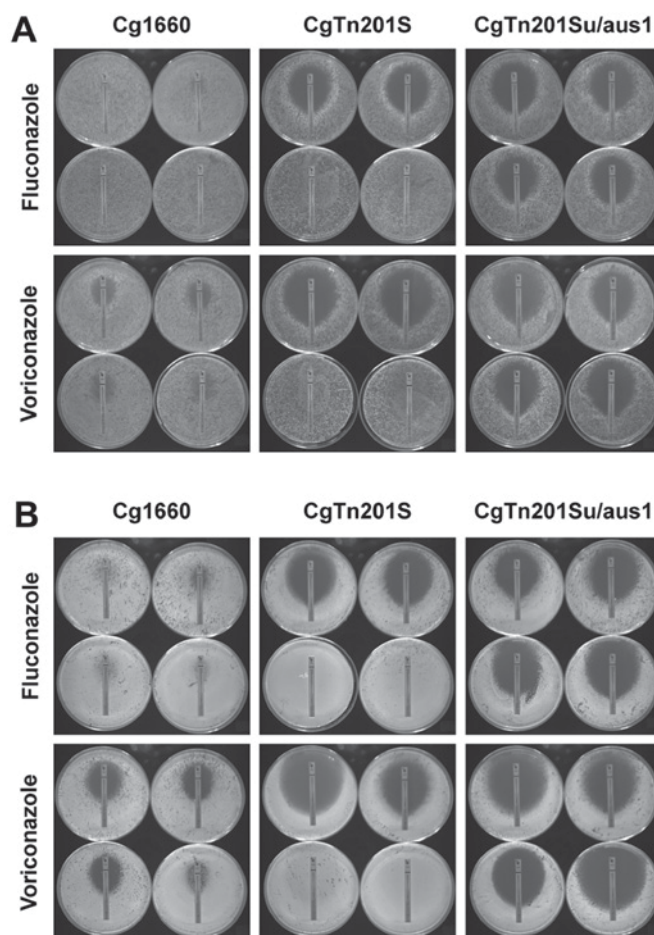 A
Cg1660 CgTn201S CgTn201Su/aus1
Fluconazole
Voriconazole
B
Cg1660 CgTn201S CgTn201Su/aus1
Fluconazole
Voriconazole